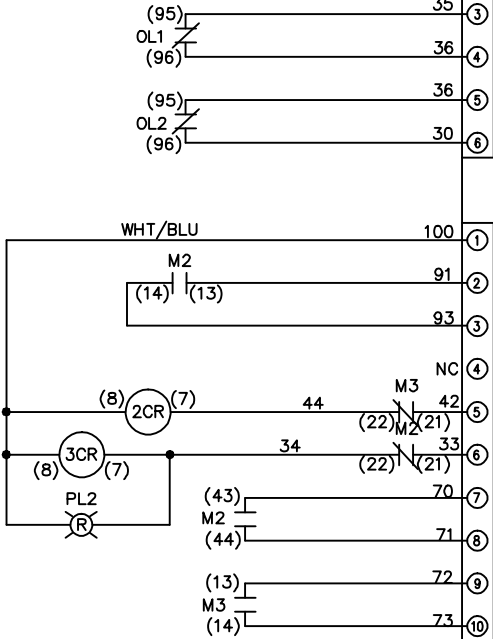 (95) 35 3
OL1
(96) 36 4
(95) 36 5
OL2
(96) 30 6
WHT/BLU 100 1
M2 91 2
(14) (13)
93 3
NC 4
M3
(8) 2CR (7) 44 42 5
(22) (21)
M2
3CR 34 33 6
(8) (7) (22) (21)
PL2
R
(43) 70 7
M2
(44) 71 8
(13) 72 9
M3
(14) 73 10